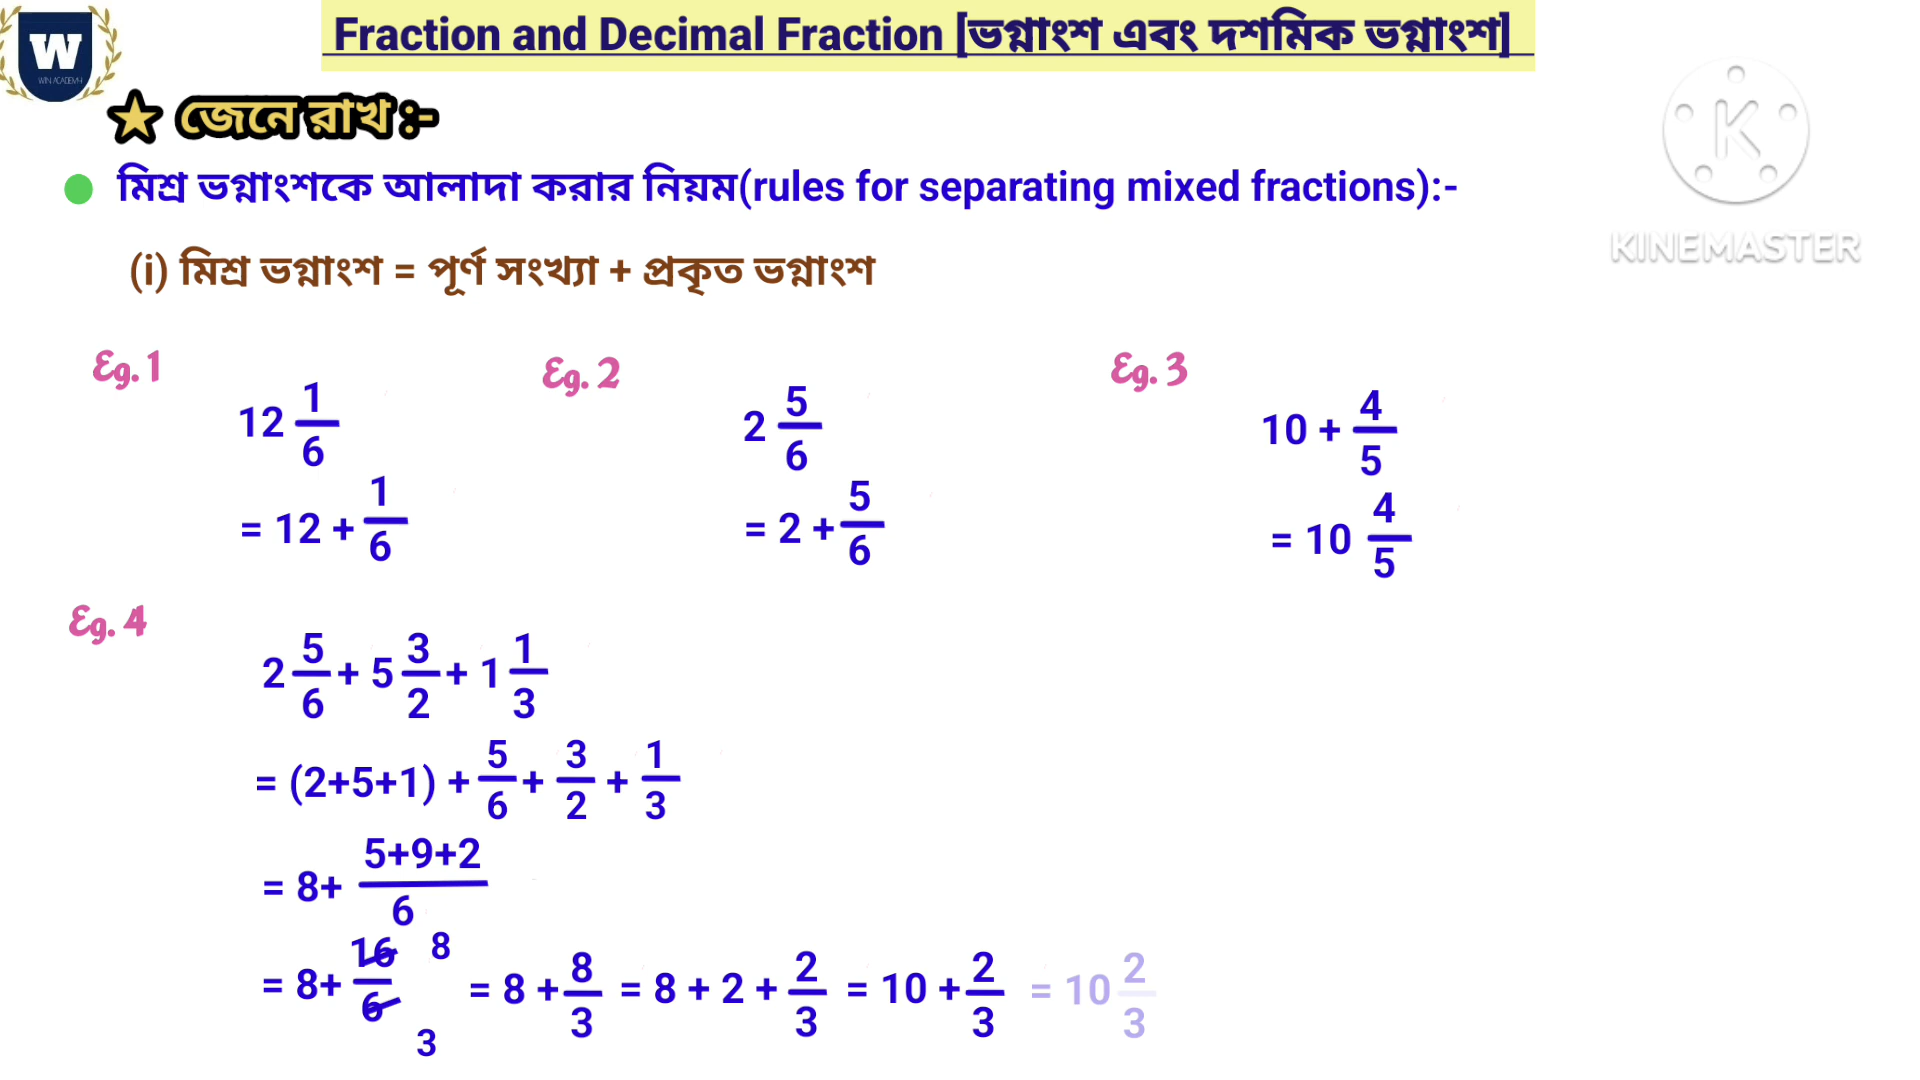 Fraction and Decimal Fraction [ভগ্নাংশ এবং দশমিক ভগ্নাংশ]
W
WIN ACADEMY
★ জেনে রাখ :-
K
KINEMASTER
● মিশ্র ভগ্নাংশকে আলাদা করার নিয়ম(rules for separating mixed fractions):-
(i) মিশ্র ভগ্নাংশ = পূর্ণ সংখ্যা + প্রকৃত ভগ্নাংশ
Eg. 1
12 1/6
= 12 + 1/6
Eg. 2
2 5/6
= 2 + 5/6
Eg. 3
10 + 4/5
= 10 4/5
Eg. 4
2 5/6 + 5 3/2 + 1 1/3
= (2+5+1) + 5/6 + 3/2 + 1/3
= 8+ 5+9+2/6
= 8+ 16/6 8 3 = 8 + 8/3 = 8 + 2 + 2/3 = 10 + 2/3 = 10 2/3